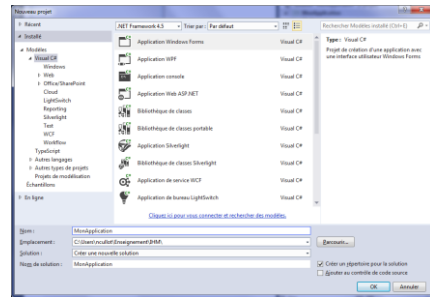 Nouveau projet
Récent
.NET Framework 4.5
Trier par : Par défaut
Rechercher Modèles installé (Ctrl+E)
Installé
Modèles
Visual C#
Windows
Web
Office/SharePoint
Cloud
LightSwitch
Reporting
Silverlight
Test
WCF
Workflow
TypeScript
Autres langages
Autres types de projets
Projets de modélisation
Échantillons
En ligne
Application Windows Forms Visual C#
Application WPF Visual C#
Application console Visual C#
Application Web ASP.NET Visual C#
Bibliothèque de classes Visual C#
Bibliothèque de classes portable Visual C#
Application Silverlight Visual C#
Bibliothèque de classes Silverlight Visual C#
Application de service WCF Visual C#
Application de bureau LightSwitch Visual C#
Cliquez ici pour vous connecter et rechercher des modèles.
Type : Visual C#
Projet de création d'une application avec
une interface utilisateur Windows Forms
Nom : MonApplication
Emplacement : C:\Users\ncullot\Enseignement\IHM\
Parcourir...
Solution : Créer une nouvelle solution
Nom de solution : MonApplication
Créer un répertoire pour la solution
Ajouter au contrôle de code source
OK Annuler